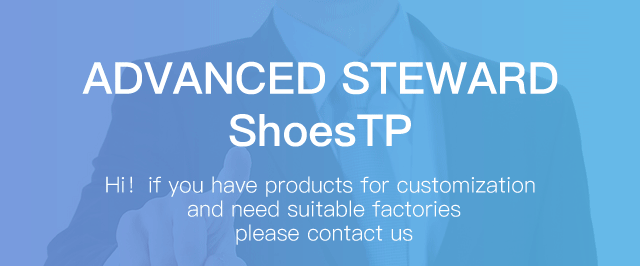 ADVANCED STEWARD
ShoesTP
Hi! if you have products for customization
and need suitable factories
please contact us